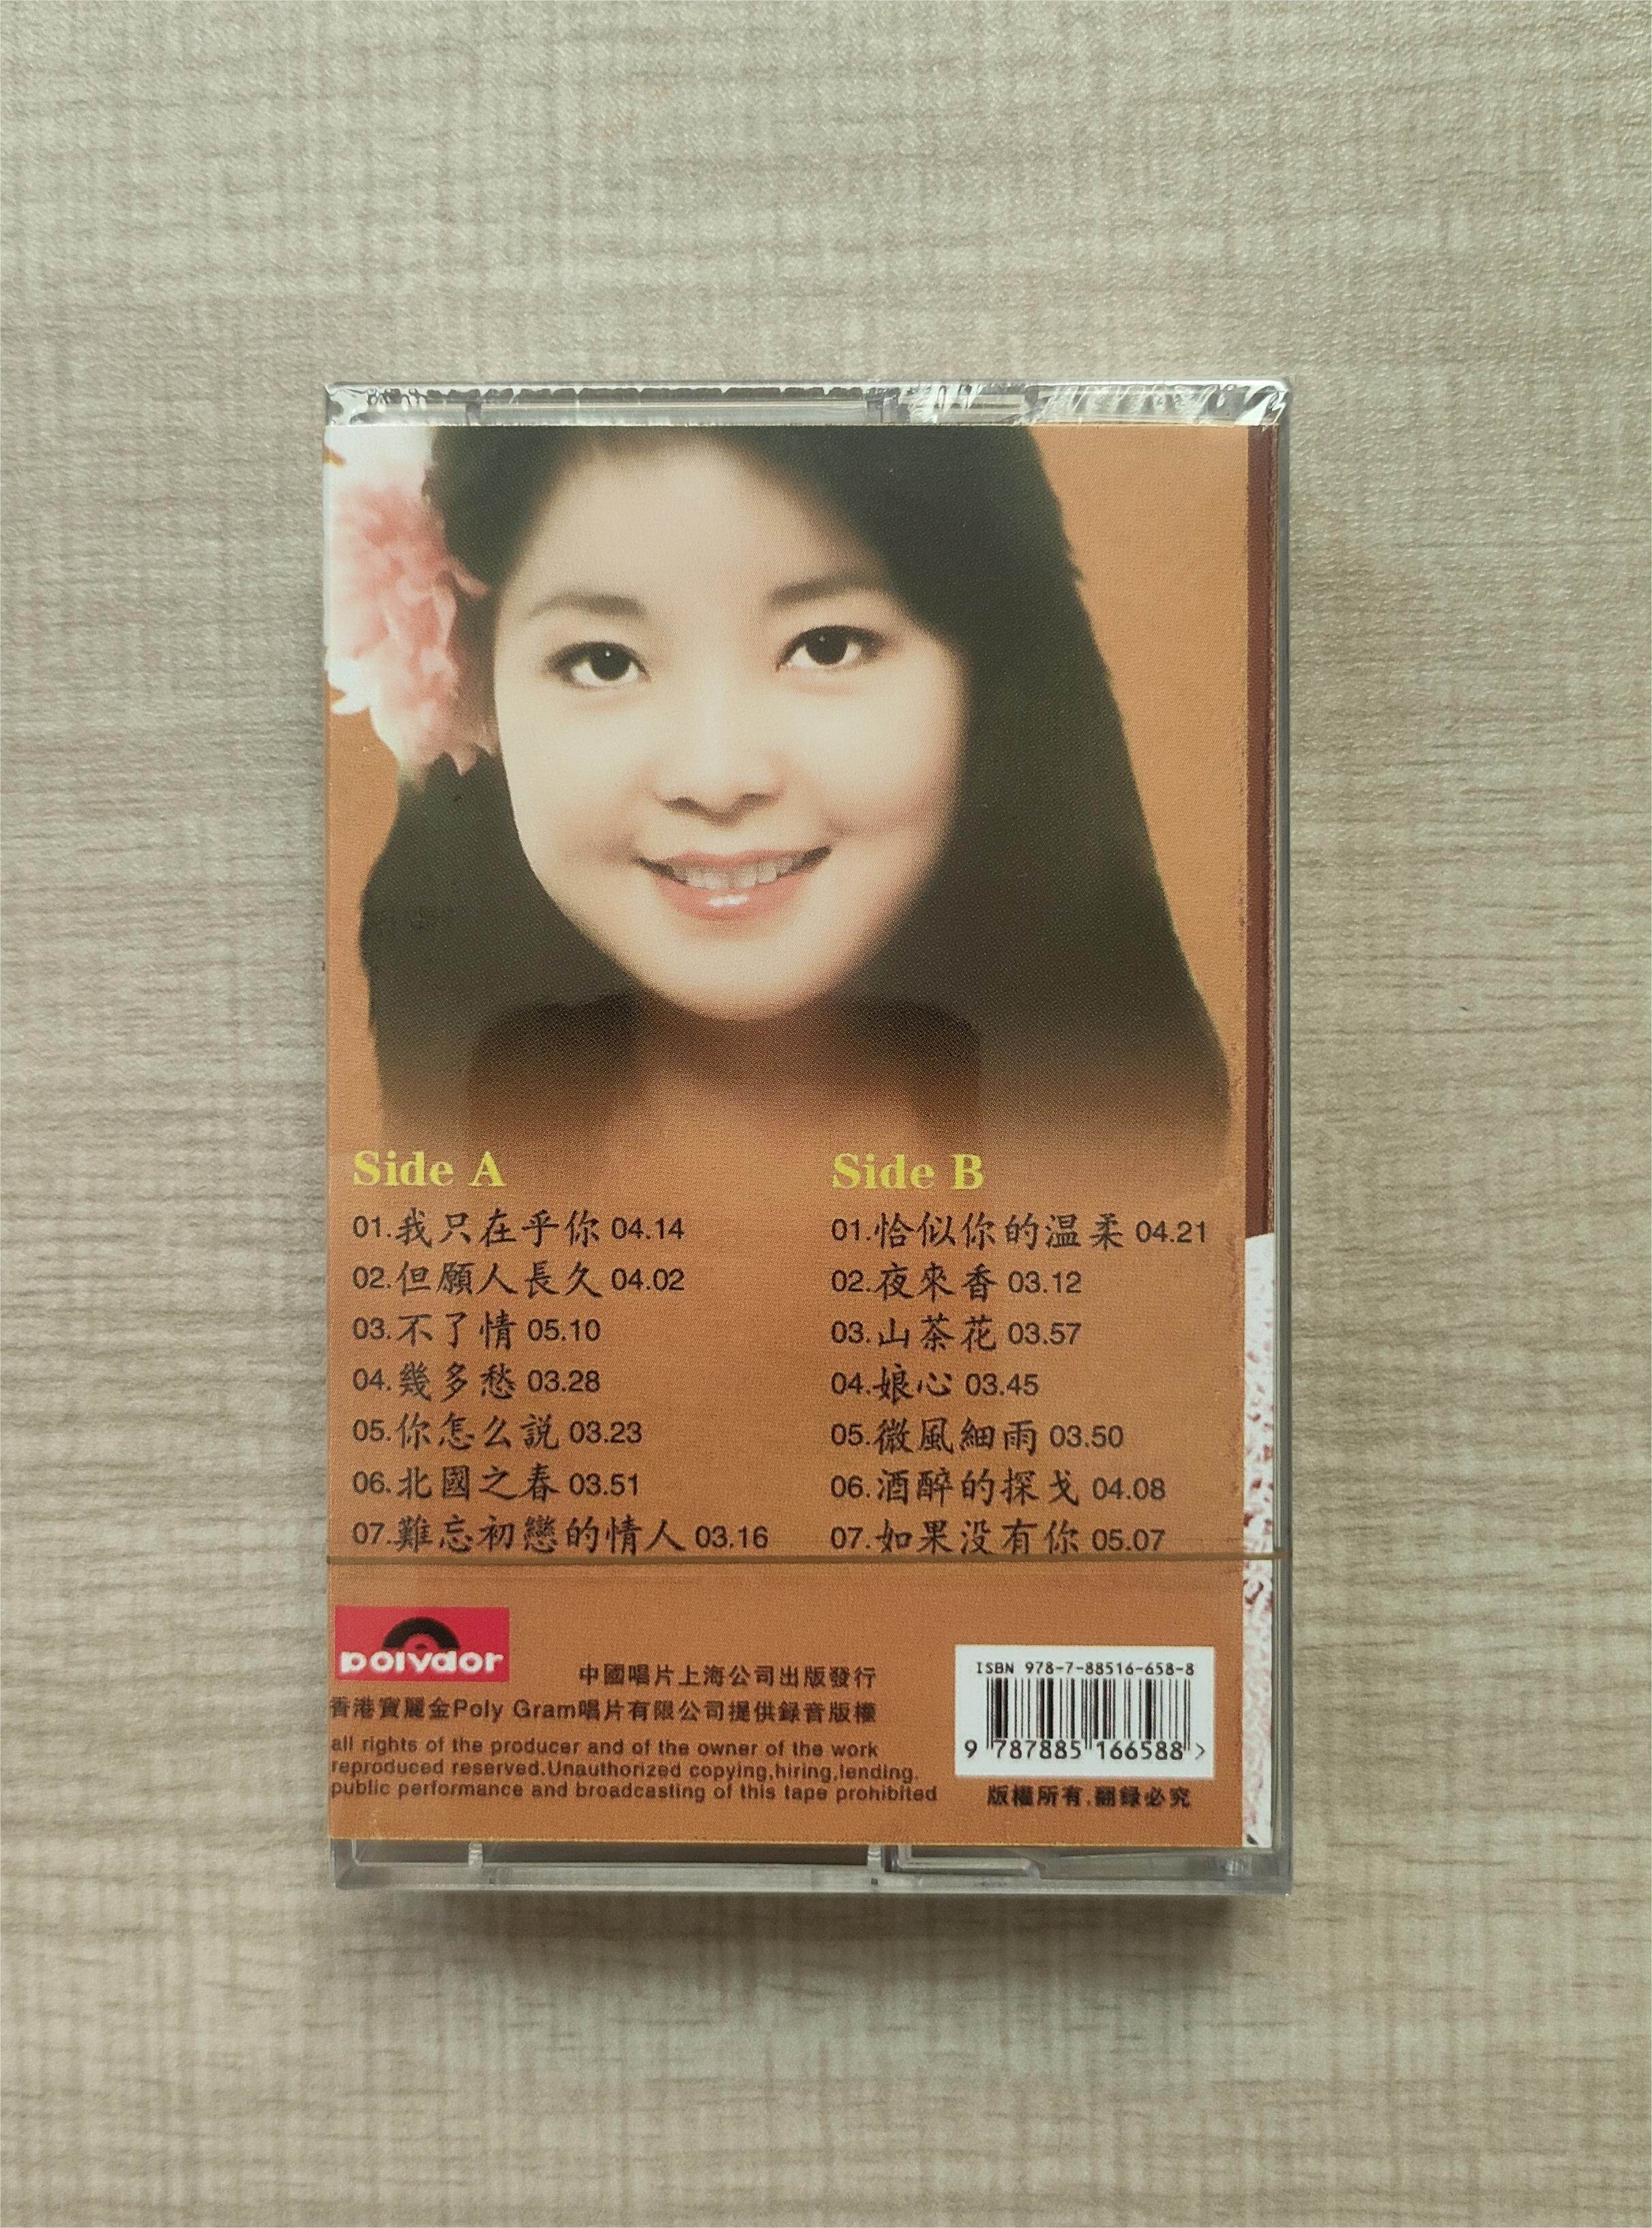 Side A
01.我只在乎你 04.14
02.但願人長久 04.02
03.不了情 05.10
04.幾多愁 03.28
05.你怎么説 03.23
06.北國之春 03.51
07.難忘初戀的情人 03.16
Side B
01.恰似你的温柔 04.21
02.夜來香 03.12
03.山茶花 03.57
04.娘心 03.45
05.微風細雨 03.50
06.酒醉的探戈 04.08
07.如果没有你 05.07
polydor
中國唱片上海公司出版發行
香港寶麗金Poly Gram唱片有限公司提供録音版權
all rights of the producer and of the owner of the work
reproduced reserved.Unauthorized copying,hiring,lending.
public performance and broadcasting of this tape prohibited
ISBN 978-7-88516-658-8
9 787885 166588 >
版權所有.翻録必究